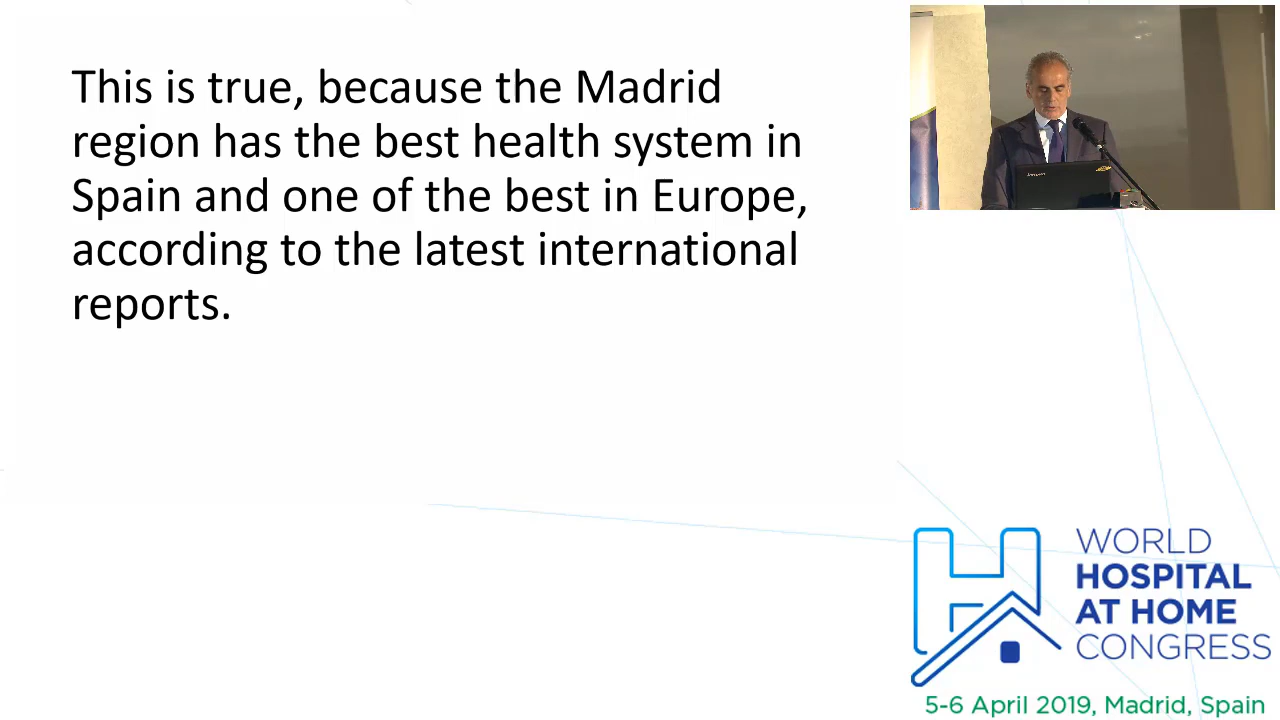 This is true, because the Madrid
region has the best health system in
Spain and one of the best in Europe,
according to the latest international
reports.
WORLD
HOSPITAL
AT HOME
CONGRESS
5-6 April 2019, Madrid, Spain